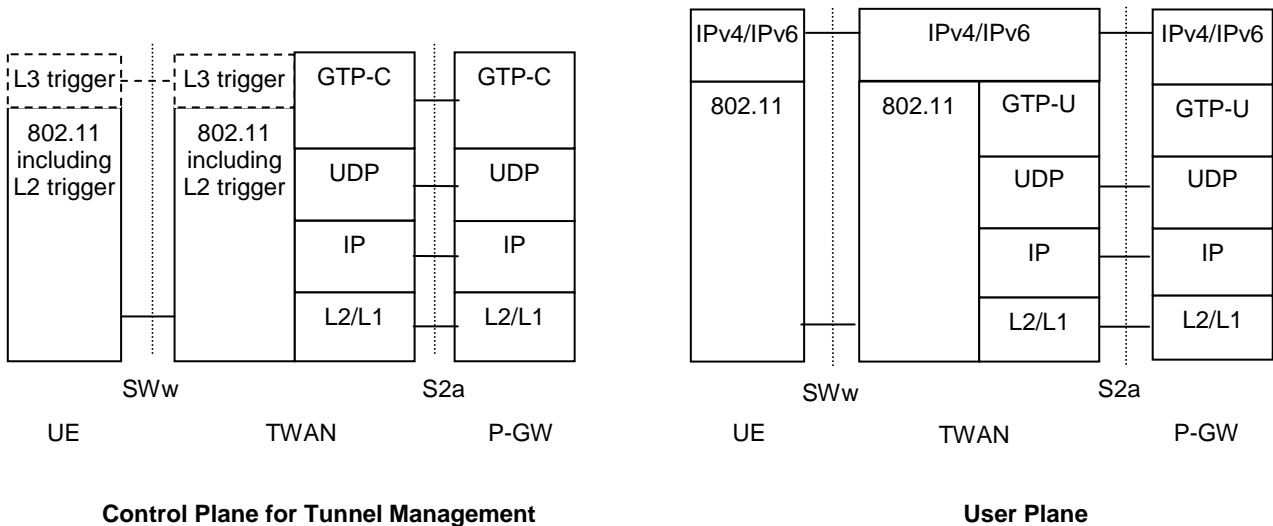 L3 trigger
802.11
including
L2 trigger
L3 trigger
802.11
including
L2 trigger
GTP-C
UDP
IP
L2/L1
GTP-C
UDP
IP
L2/L1
SWw
S2a
UE
TWAN
P-GW
Control Plane for Tunnel Management
IPv4/IPv6
802.11
IPv4/IPv6
802.11
GTP-U
UDP
IP
L2/L1
IPv4/IPv6
GTP-U
UDP
IP
L2/L1
SWw
S2a
UE
TWAN
P-GW
User Plane